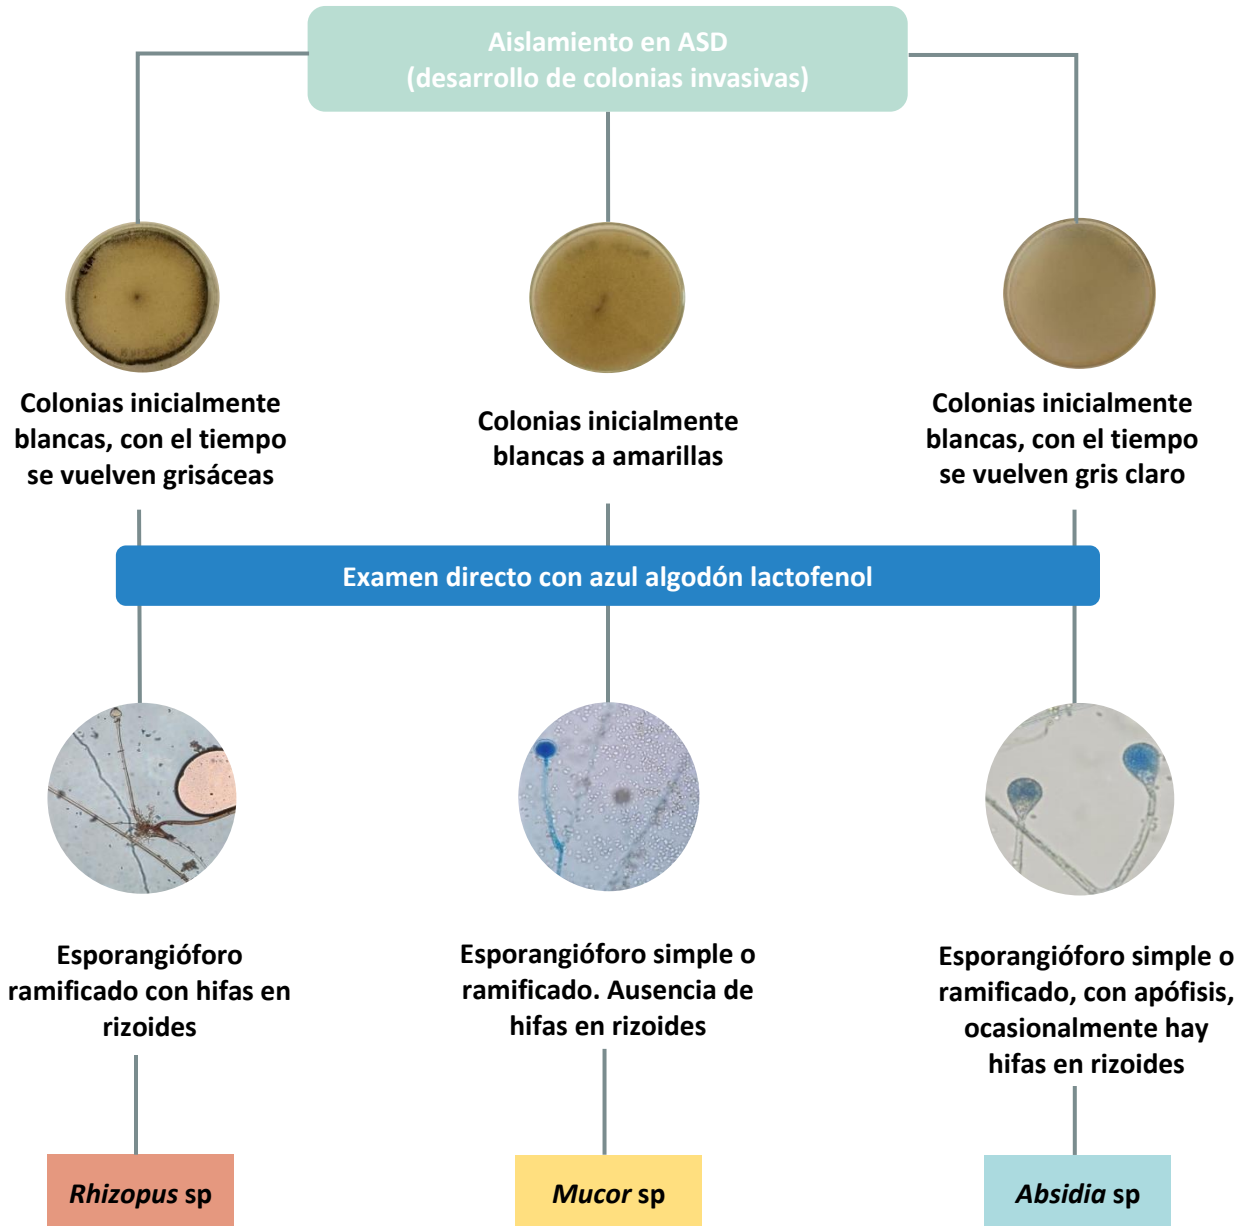 Aislamiento en ASD
(desarrollo de colonias invasivas)
Colonias inicialmente
blancas, con el tiempo
se vuelven grisáceas
Colonias inicialmente
blancas a amarillas
Colonias inicialmente
blancas, con el tiempo
se vuelven gris claro
Examen directo con azul algodón lactofenol
Esporangióforo
ramificado con hifas en
rizoides
Esporangióforo simple o
ramificado. Ausencia de
hifas en rizoides
Esporangióforo simple o
ramificado, con apófisis,
ocasionalmente hay
hifas en rizoides
Rhizopus sp
Mucor sp
Absidia sp